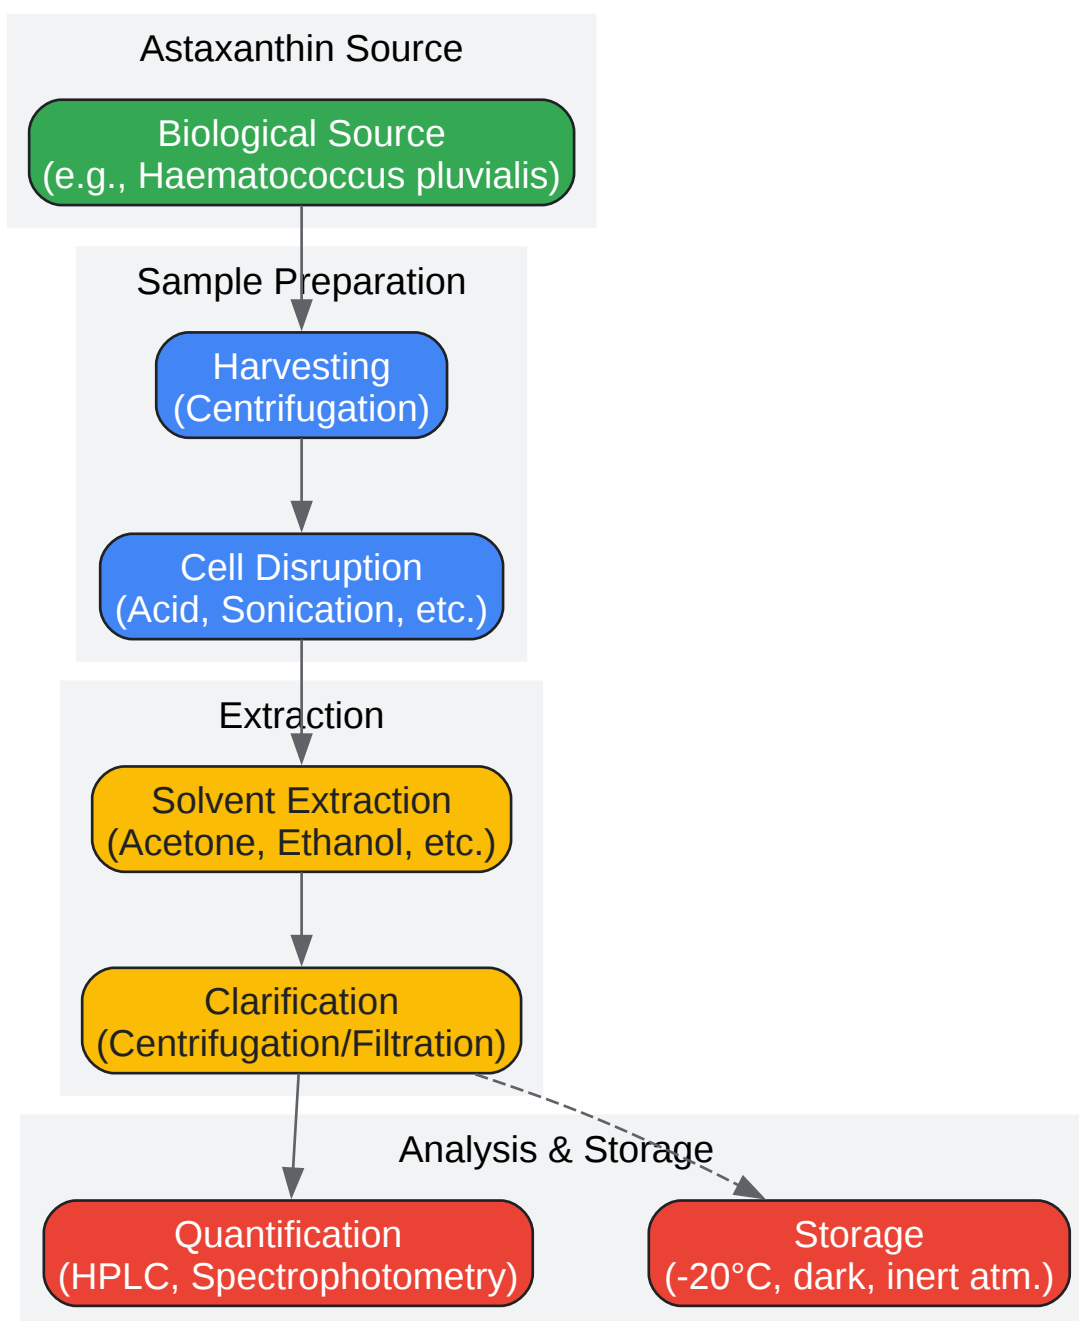 Astaxanthin Source
Biological Source
(e.g., Haematococcus pluvialis)
Sample Preparation
Harvesting
(Centrifugation)
Cell Disruption
(Acid, Sonication, etc.)
Extraction
Solvent Extraction
(Acetone, Ethanol, etc.)
Clarification
(Centrifugation/Filtration)
Analysis & Storage
Quantification
(HPLC, Spectrophotometry)
Storage
(-20°C, dark, inert atm.)